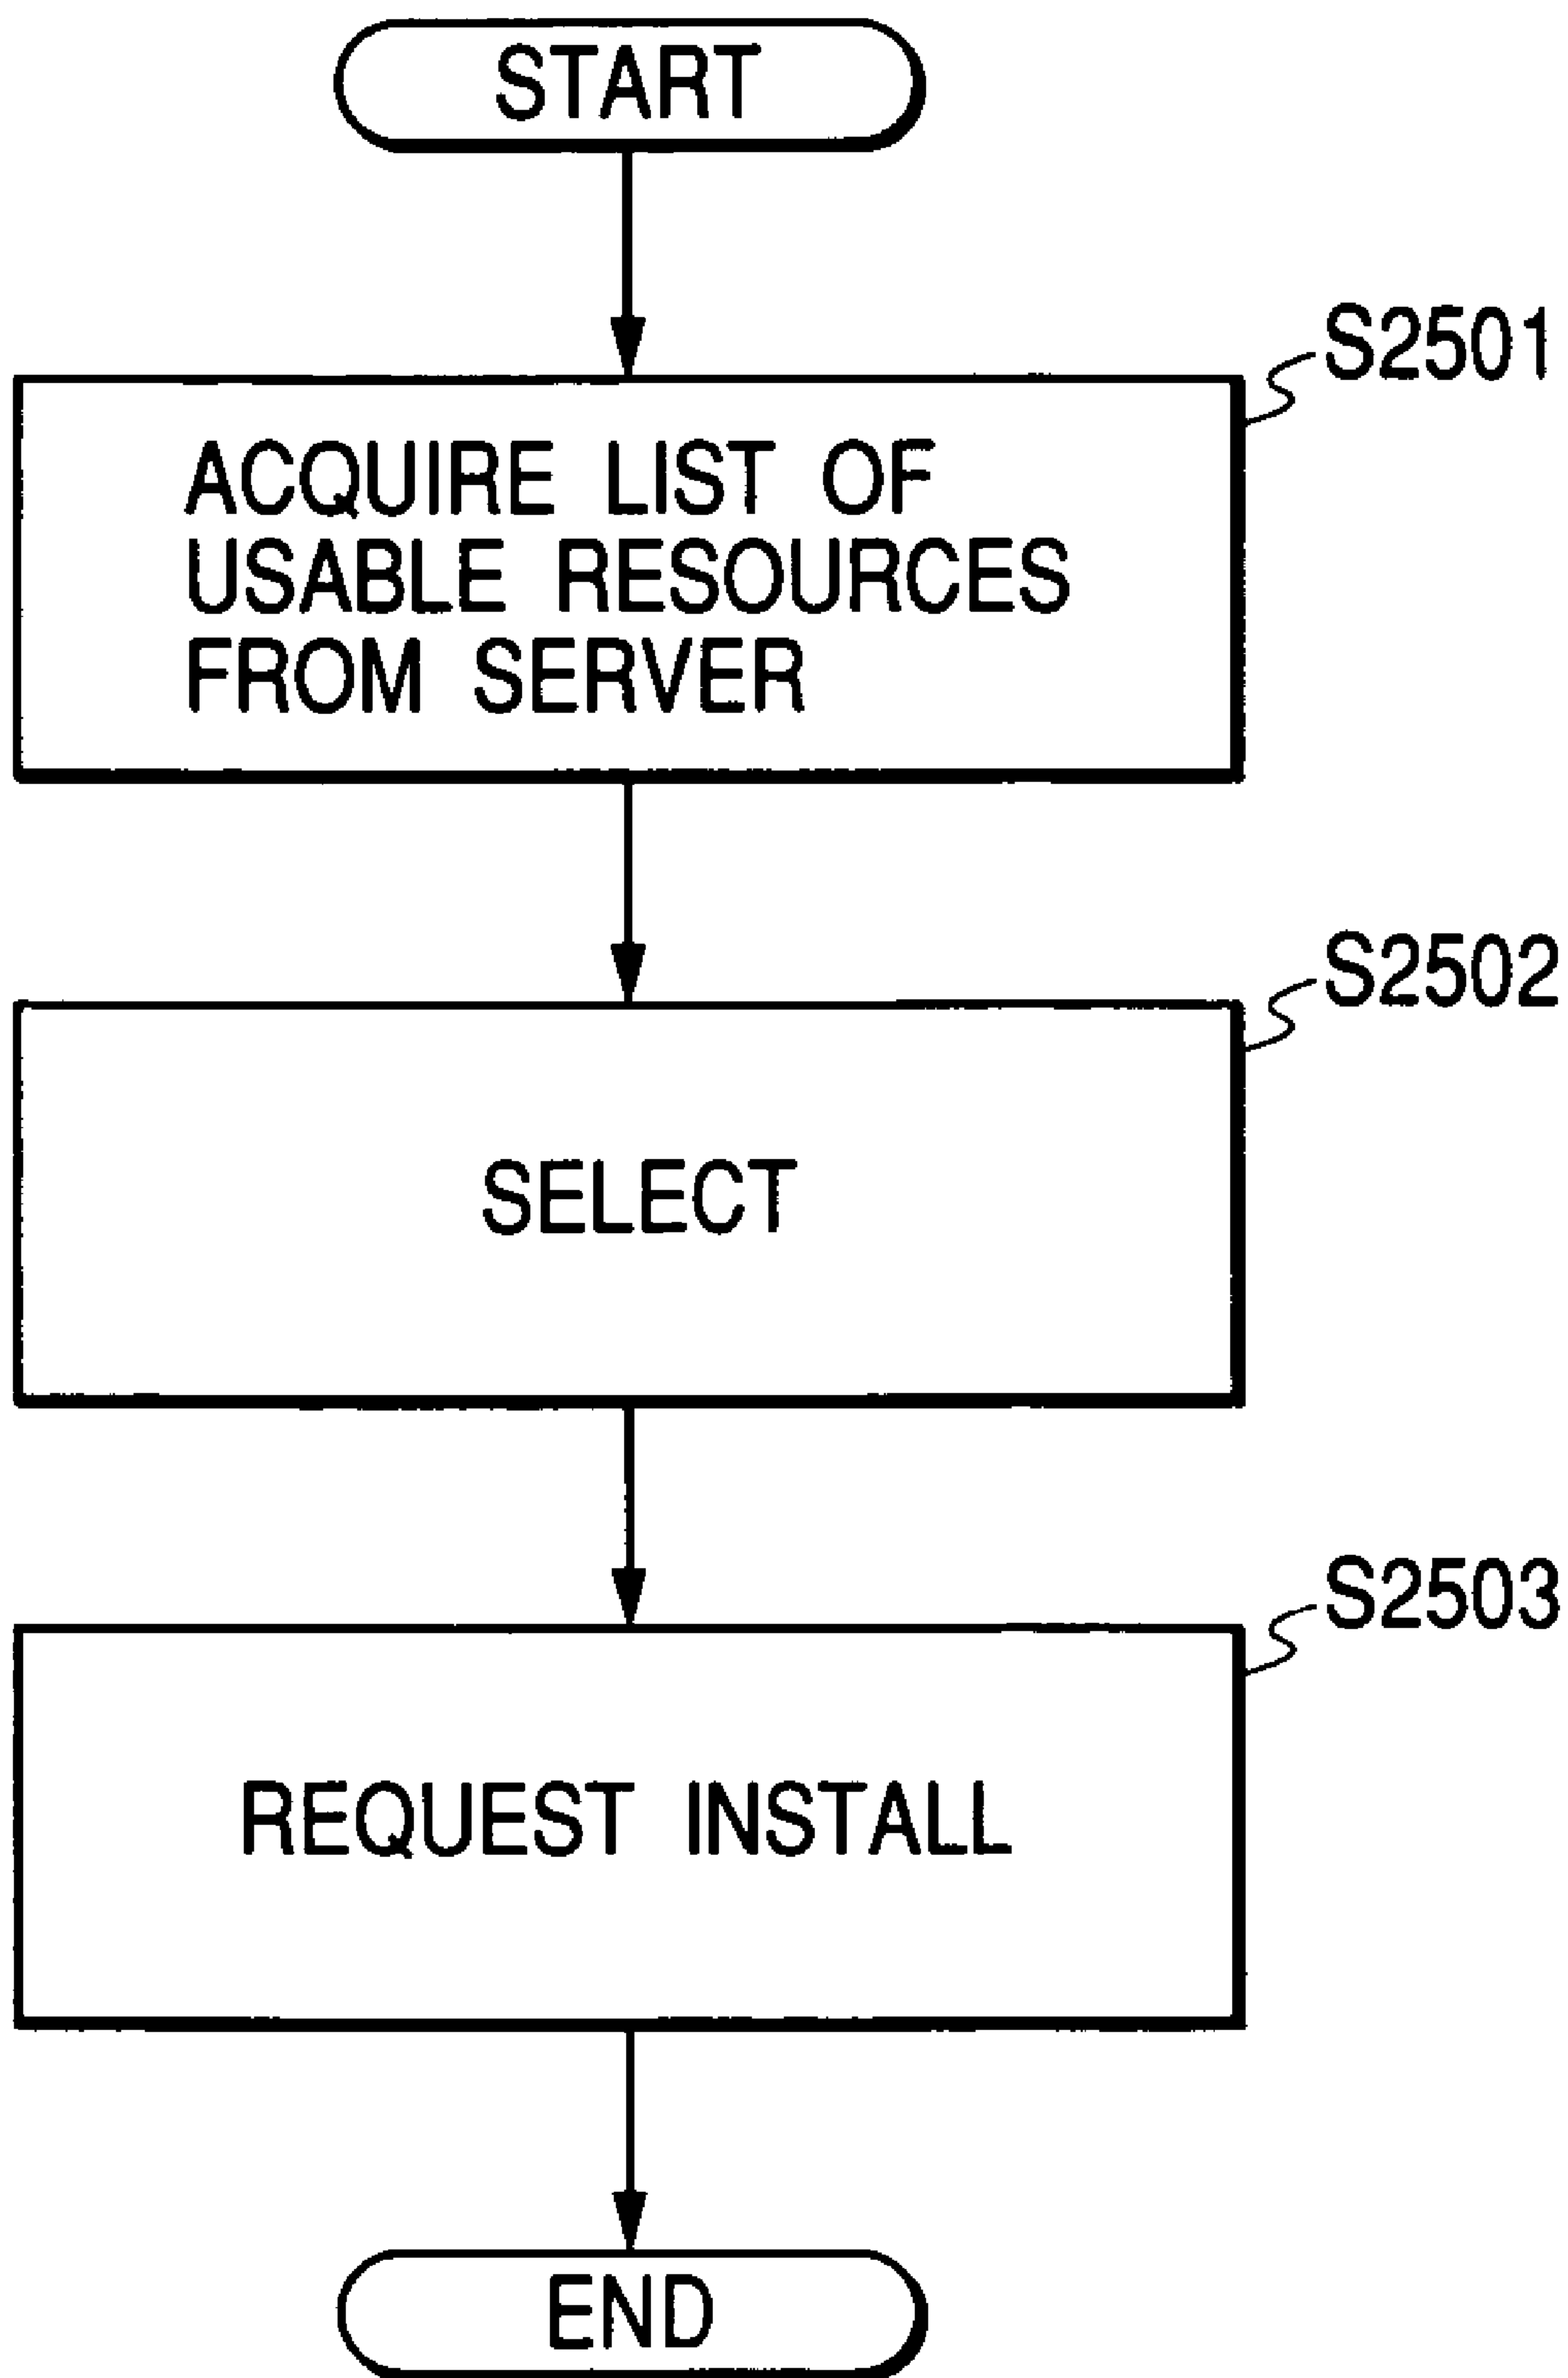 START
S2501
ACQUIRE LIST OF
USABLE RESOURCES
FROM SERVER
S2502
SELECT
S2503
REQUEST INSTALL
END